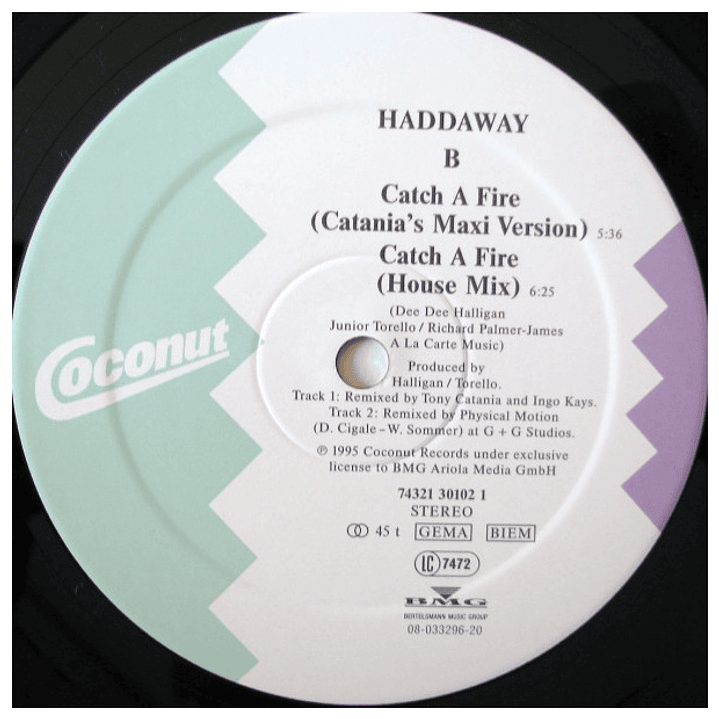 HADDAWAY
B
Catch A Fire
(Catania's Maxi Version) 5:36
Catch A Fire
(House Mix) 6:25
(Dee Dee Halligan
Junior Torello / Richard Palmer-James
A La Carte Music)
Coconut
Produced by
Halligan / Torello.
Track 1: Remixed by Tony Catania and Ingo Kays.
Track 2: Remixed by Physical Motion
(D. Cigale – W. Sommer) at G + G Studios.
℗ 1995 Coconut Records under exclusive
license to BMG Ariola Media GmbH
74321 30102 1
STEREO
45 t GEMA BIEM
LC 7472
BMG
BERTELSMANN MUSIC GROUP
08-033296-20